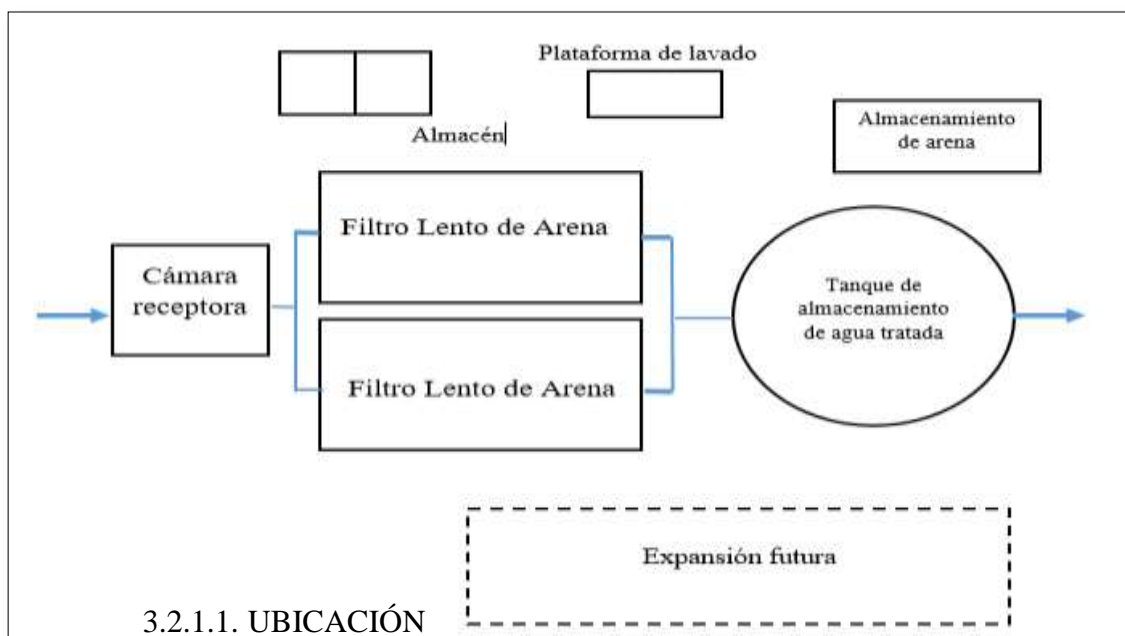 Plataforma de lavado
Almacén
Almacenamiento
de arena
Filtro Lento de Arena
Cámara
receptora
Tanque de
almacenamiento
de agua tratada
Filtro Lento de Arena
Expansión futura
3.2.1.1. UBICACIÓN